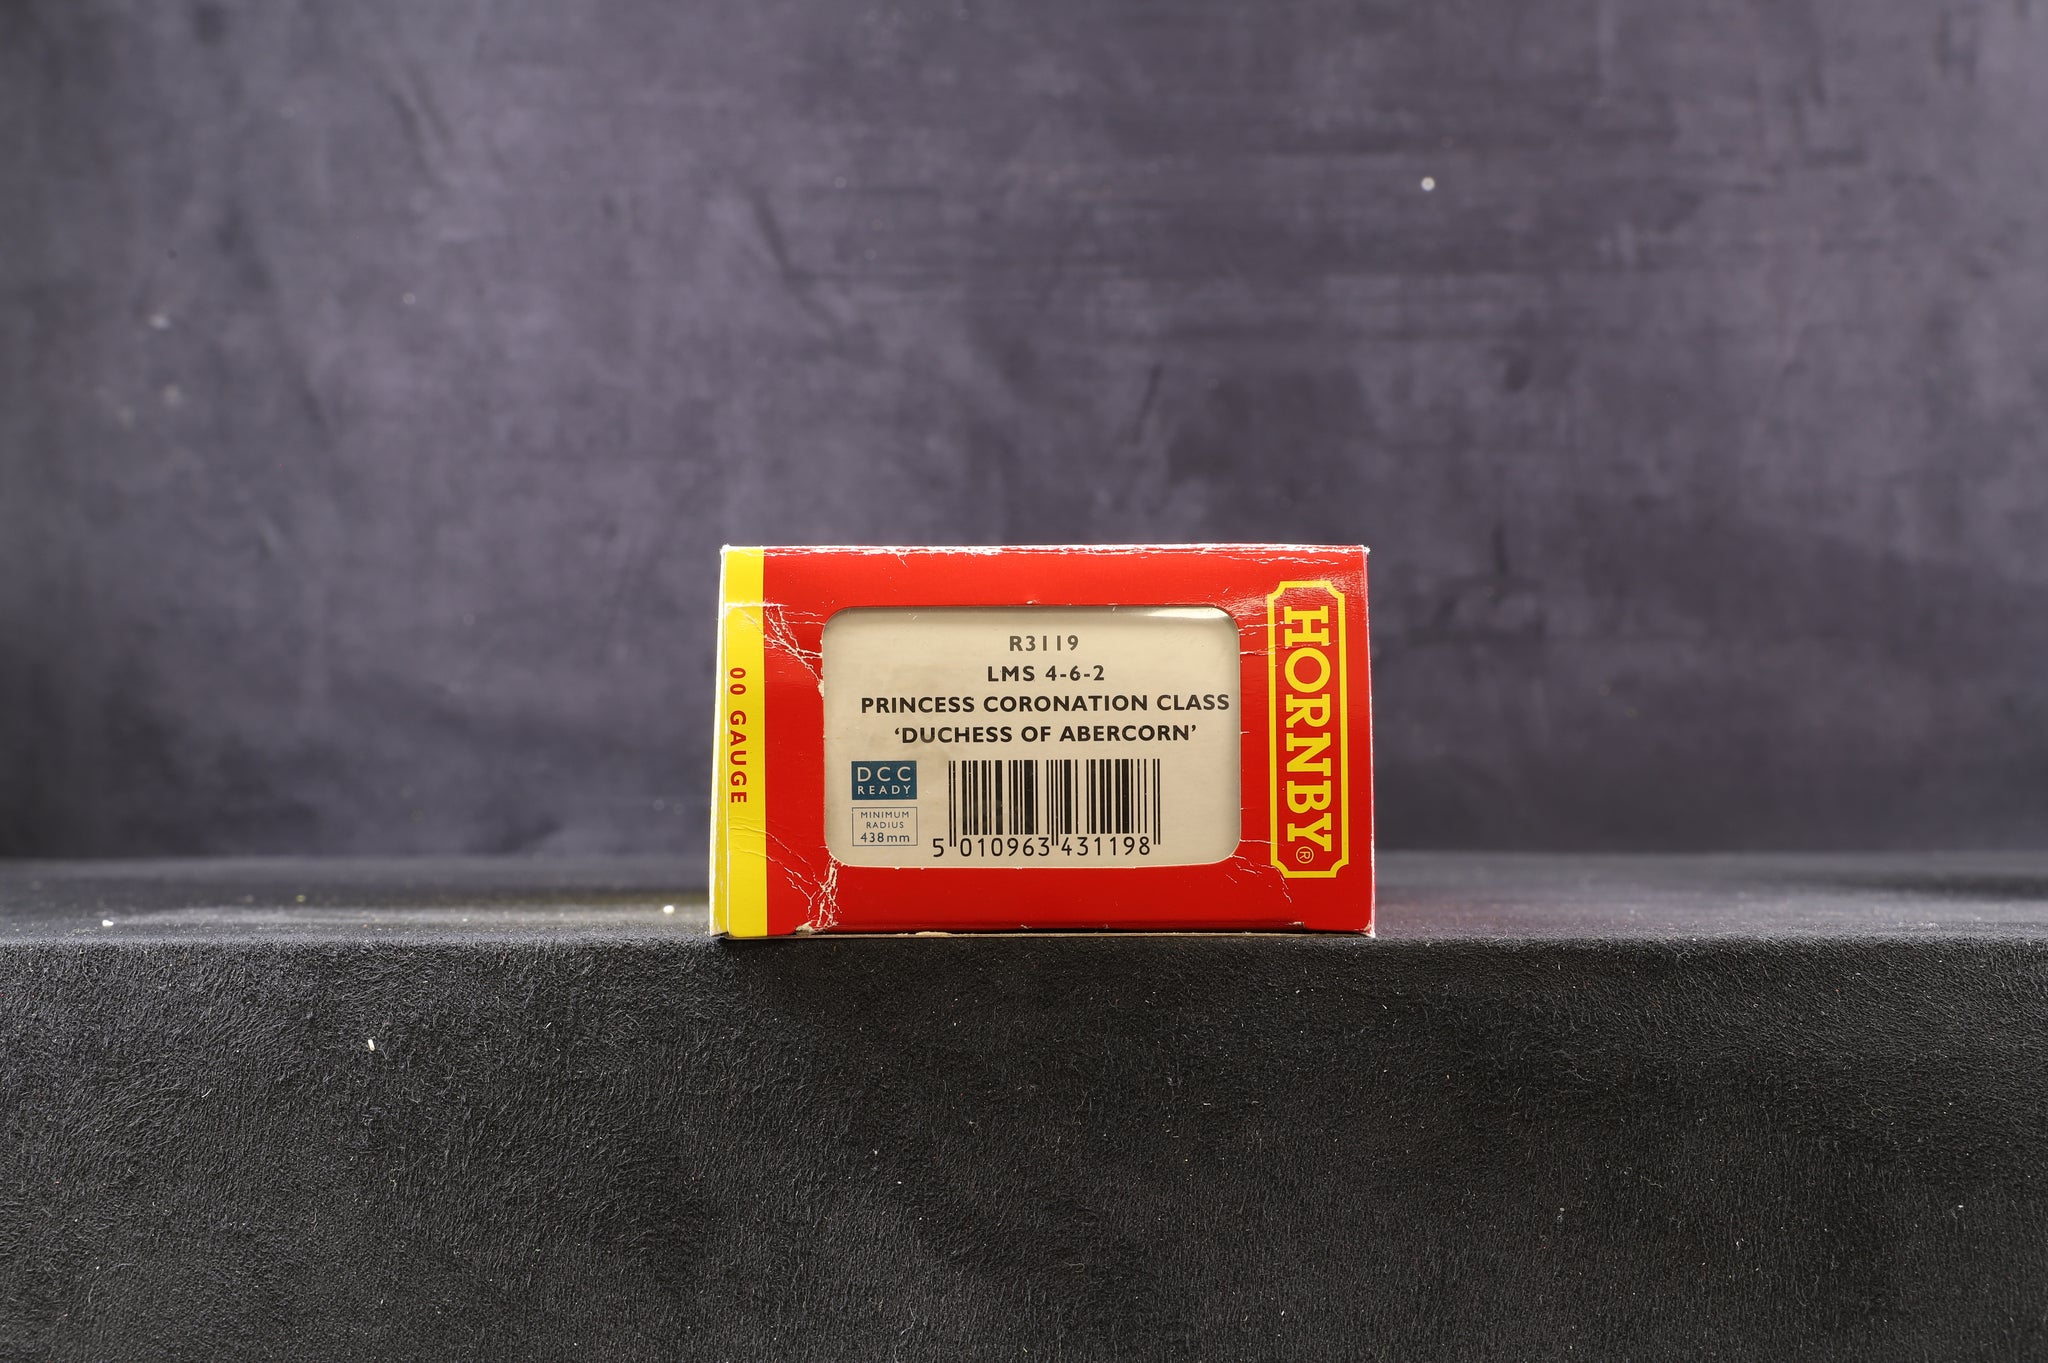 00 GAUGE
R3119
LMS 4-6-2
PRINCESS CORONATION CLASS
‘DUCHESS OF ABERCORN’
DCC
READY
MINIMUM
RADIUS
438mm
5 010963 431198
HORNBY®